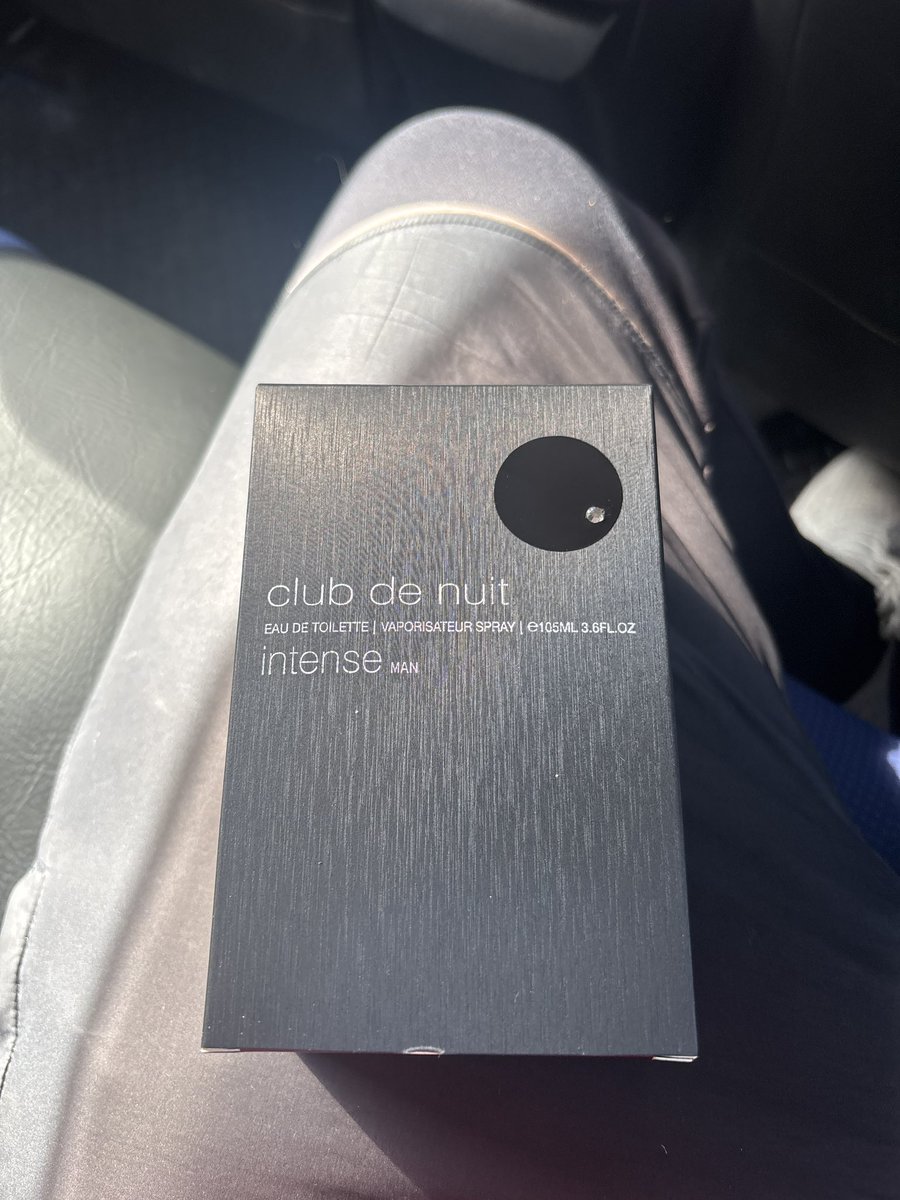 club de nuit
EAU DE TOILETTE | VAPORISATEUR SPRAY | ℮105ML 3.6FL.OZ
intense MAN